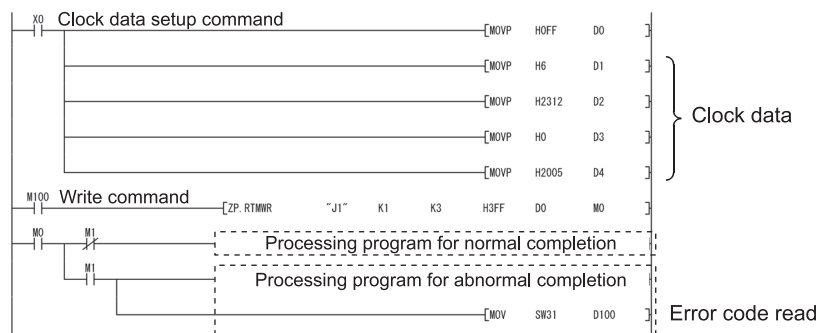 X0 Clock data setup command [MOVP H0FF D0 ]
[MOVP H6 D1 ]
[MOVP H2312 D2 ]
Clock data
[MOVP H0 D3 ]
[MOVP H2005 D4 ]
M100 Write command [ZP.RTMWR "J1" K1 K3 H3FF D0 M0 ]
M0 M1 Processing program for normal completion
M1 Processing program for abnormal completion
[MOV SW31 D100 ] Error code read